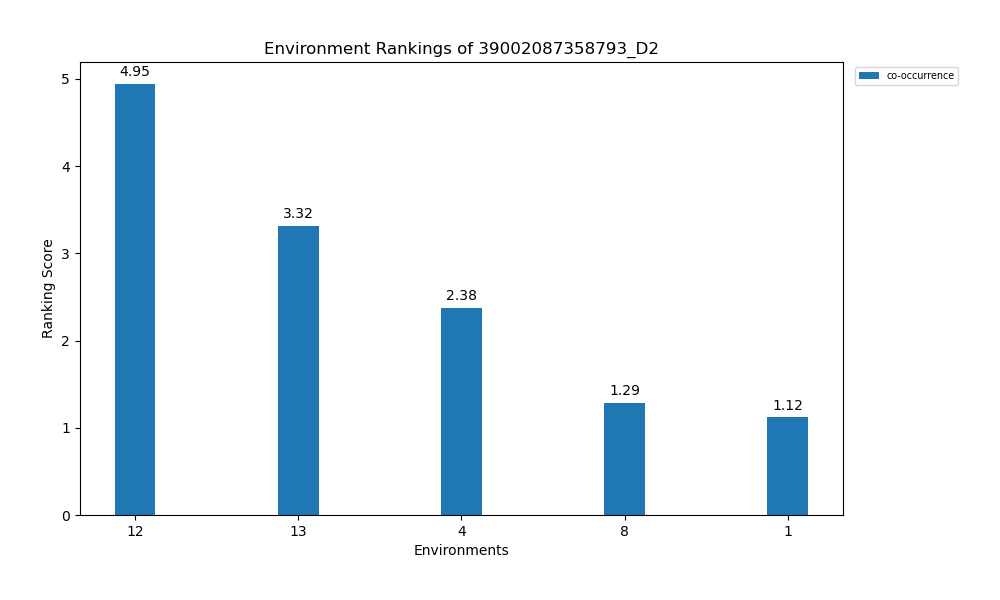 Environment Rankings of 39002087358793_D2
co-occurrence
Ranking Score
5
4
3
2
1
0
4.95
3.32
2.38
1.29
1.12
12 13 4 8 1
Environments